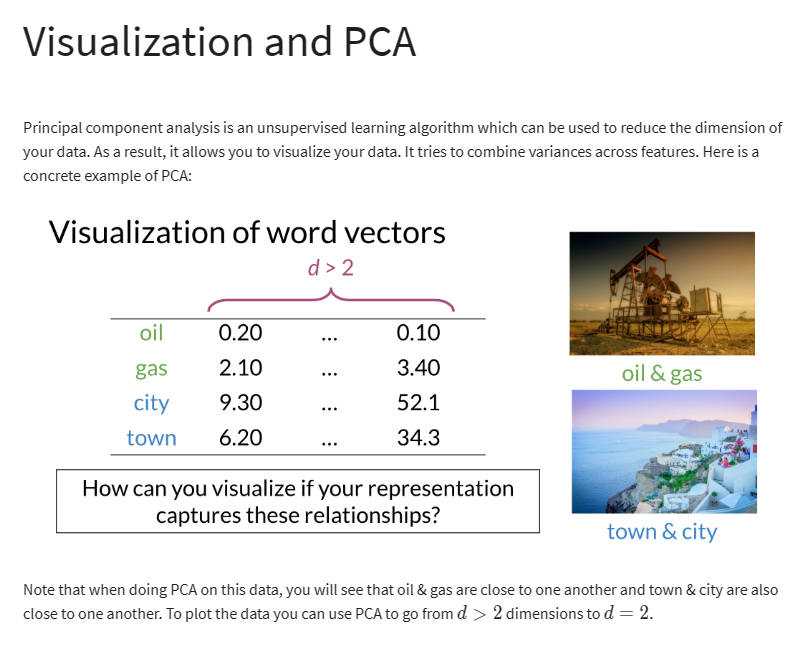 Visualization and PCA
Principal component analysis is an unsupervised learning algorithm which can be used to reduce the dimension of
your data. As a result, it allows you to visualize your data. It tries to combine variances across features. Here is a
concrete example of PCA:
Visualization of word vectors
d > 2
oil 0.20 ... 0.10
gas 2.10 ... 3.40
city 9.30 ... 52.1
town 6.20 ... 34.3
How can you visualize if your representation
captures these relationships?
oil & gas
town & city
Note that when doing PCA on this data, you will see that oil & gas are close to one another and town & city are also
close to one another. To plot the data you can use PCA to go from d > 2 dimensions to d = 2.